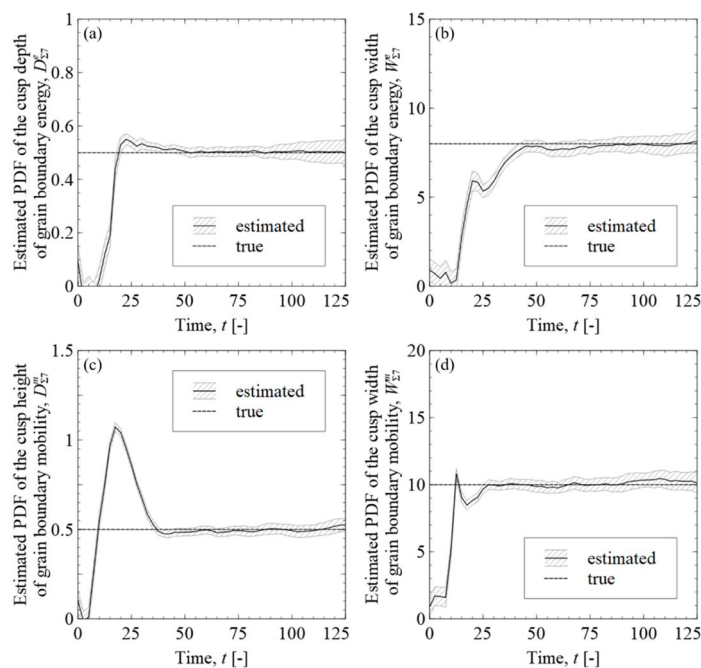 (a)
Estimated PDF of the cusp depth
of grain boundary energy, D^e_Σ7
1
0.8
0.6
0.4
0.2
0
estimated
true
0 25 50 75 100 125
Time, t [-]
(b)
Estimated PDF of the cusp width
of grain boundary energy, W^e_Σ7
15
10
5
0
estimated
true
0 25 50 75 100 125
Time, t [-]
(c)
Estimated PDF of the cusp height
of grain boundary mobility, D^m_Σ7
1.5
1
0.5
0
estimated
true
0 25 50 75 100 125
Time, t [-]
(d)
Estimated PDF of the cusp width
of grain boundary mobility, W^m_Σ7
20
15
10
5
0
estimated
true
0 25 50 75 100 125
Time, t [-]